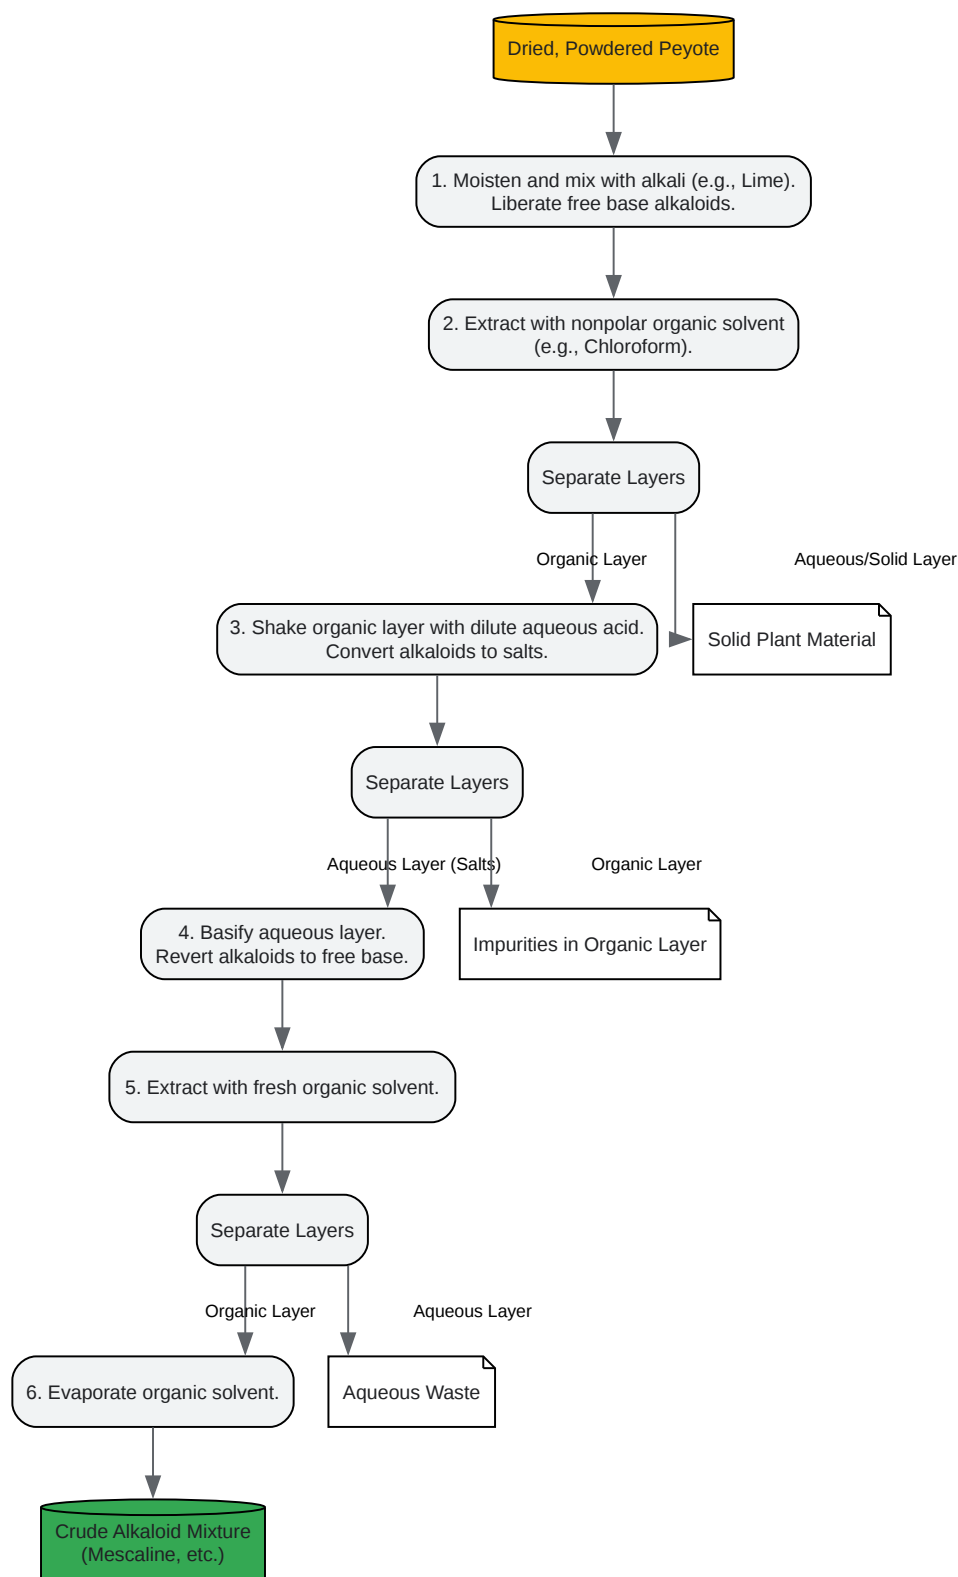 Dried, Powdered Peyote
1. Moisten and mix with alkali (e.g., Lime).
Liberate free base alkaloids.
2. Extract with nonpolar organic solvent
(e.g., Chloroform).
Separate Layers
Organic Layer
Aqueous/Solid Layer
3. Shake organic layer with dilute aqueous acid.
Convert alkaloids to salts.
Solid Plant Material
Separate Layers
Aqueous Layer (Salts)
Organic Layer
4. Basify aqueous layer.
Revert alkaloids to free base.
Impurities in Organic Layer
5. Extract with fresh organic solvent.
Separate Layers
Organic Layer
Aqueous Layer
6. Evaporate organic solvent.
Aqueous Waste
Crude Alkaloid Mixture
(Mescaline, etc.)